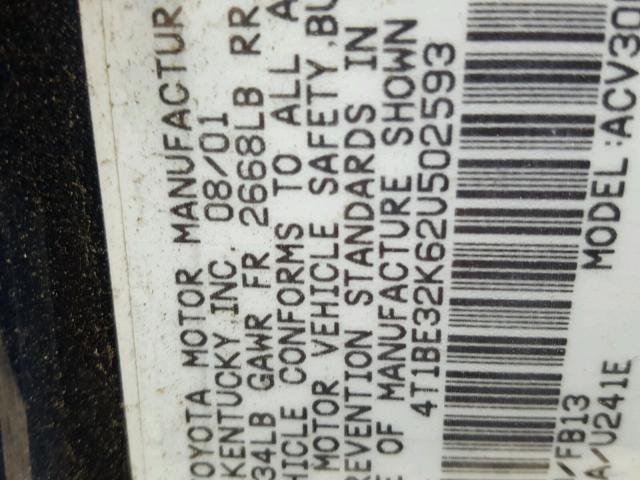 TOYOTA MOTOR MANUFACTUR
KENTUCKY INC. 08/01
34LB GAWR FR 2668LB RR
HICLE CONFORMS TO ALL A
MOTOR VEHICLE SAFETY, BU
REVENTION STANDARDS IN
E OF MANUFACTURE SHOWN
4T1BE32K62U502593
MODEL: ACV30L
/FB13
A/U241E